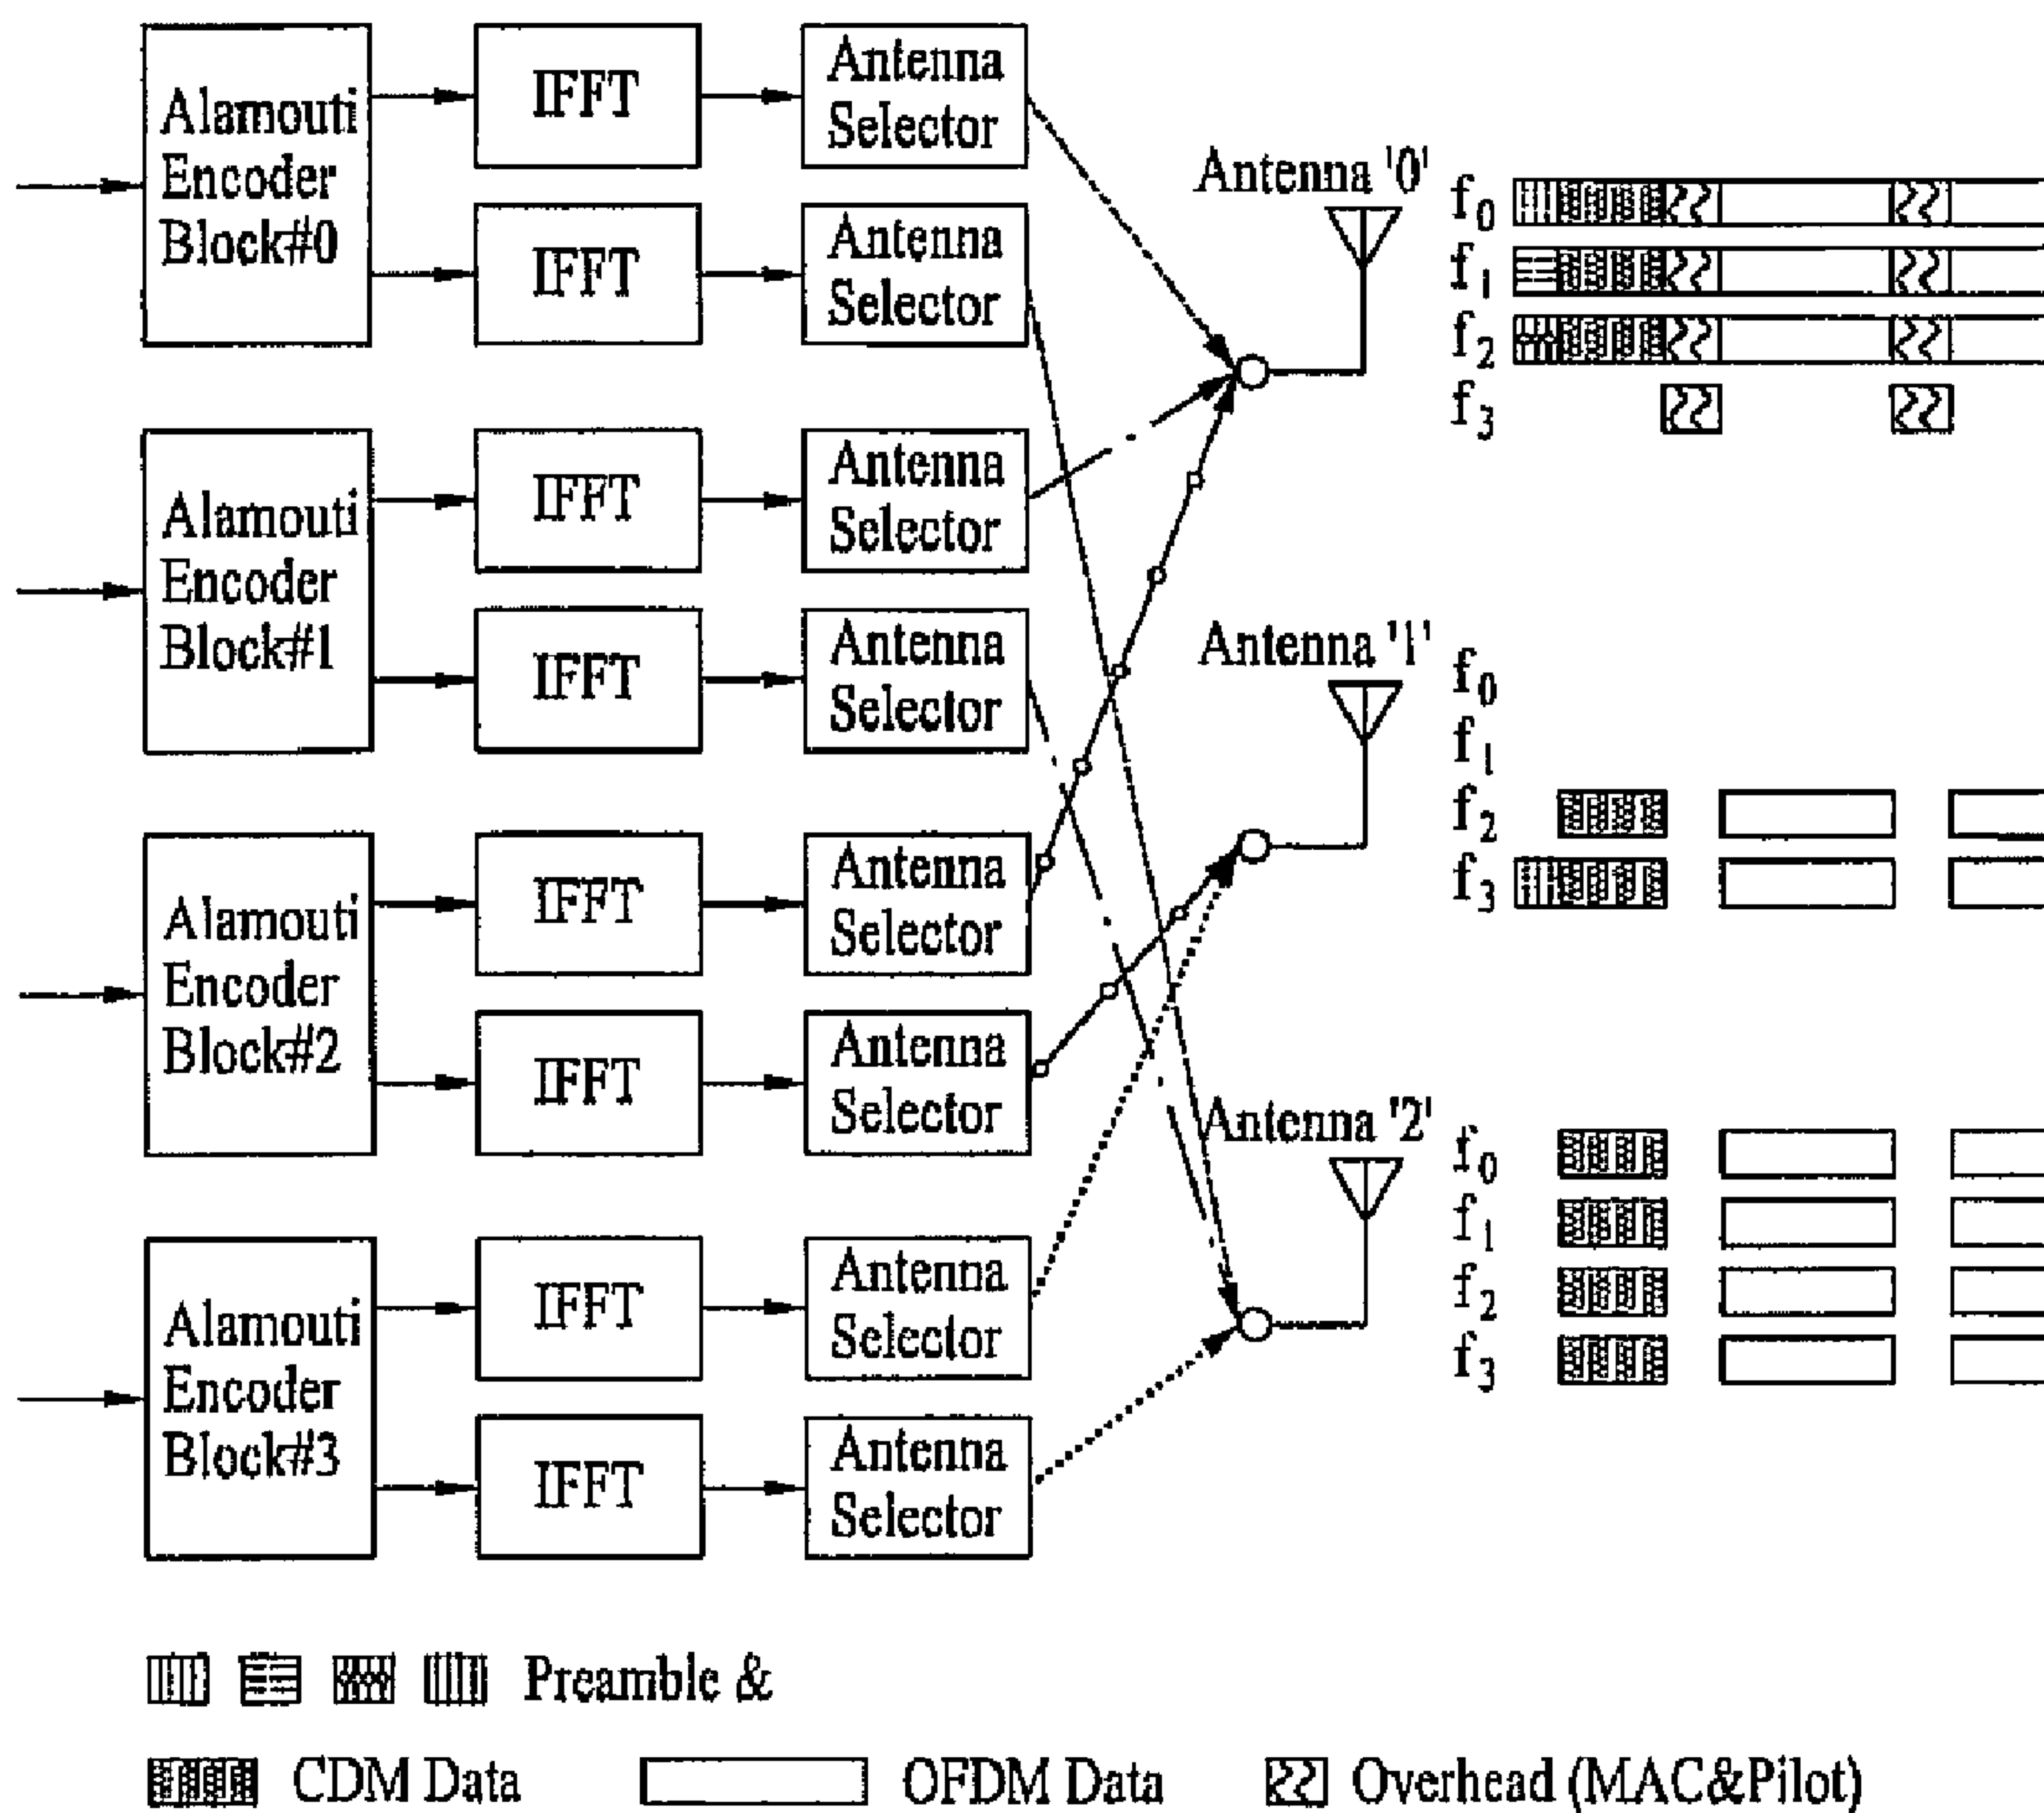 Alamouti
Encoder
Block#0
IFFT
Antenna
Selector
IFFT
Antenna
Selector
Alamouti
Encoder
Block#1
IFFT
Antenna
Selector
IFFT
Antenna
Selector
Alamouti
Encoder
Block#2
IFFT
Antenna
Selector
IFFT
Antenna
Selector
Alamouti
Encoder
Block#3
IFFT
Antenna
Selector
IFFT
Antenna
Selector
Antenna '0'
f0
f1
f2
f3
Antenna '1'
f0
f1
f2
f3
Antenna '2'
f0
f1
f2
f3
Preamble &
CDM Data
OFDM Data
Overhead (MAC&Pilot)